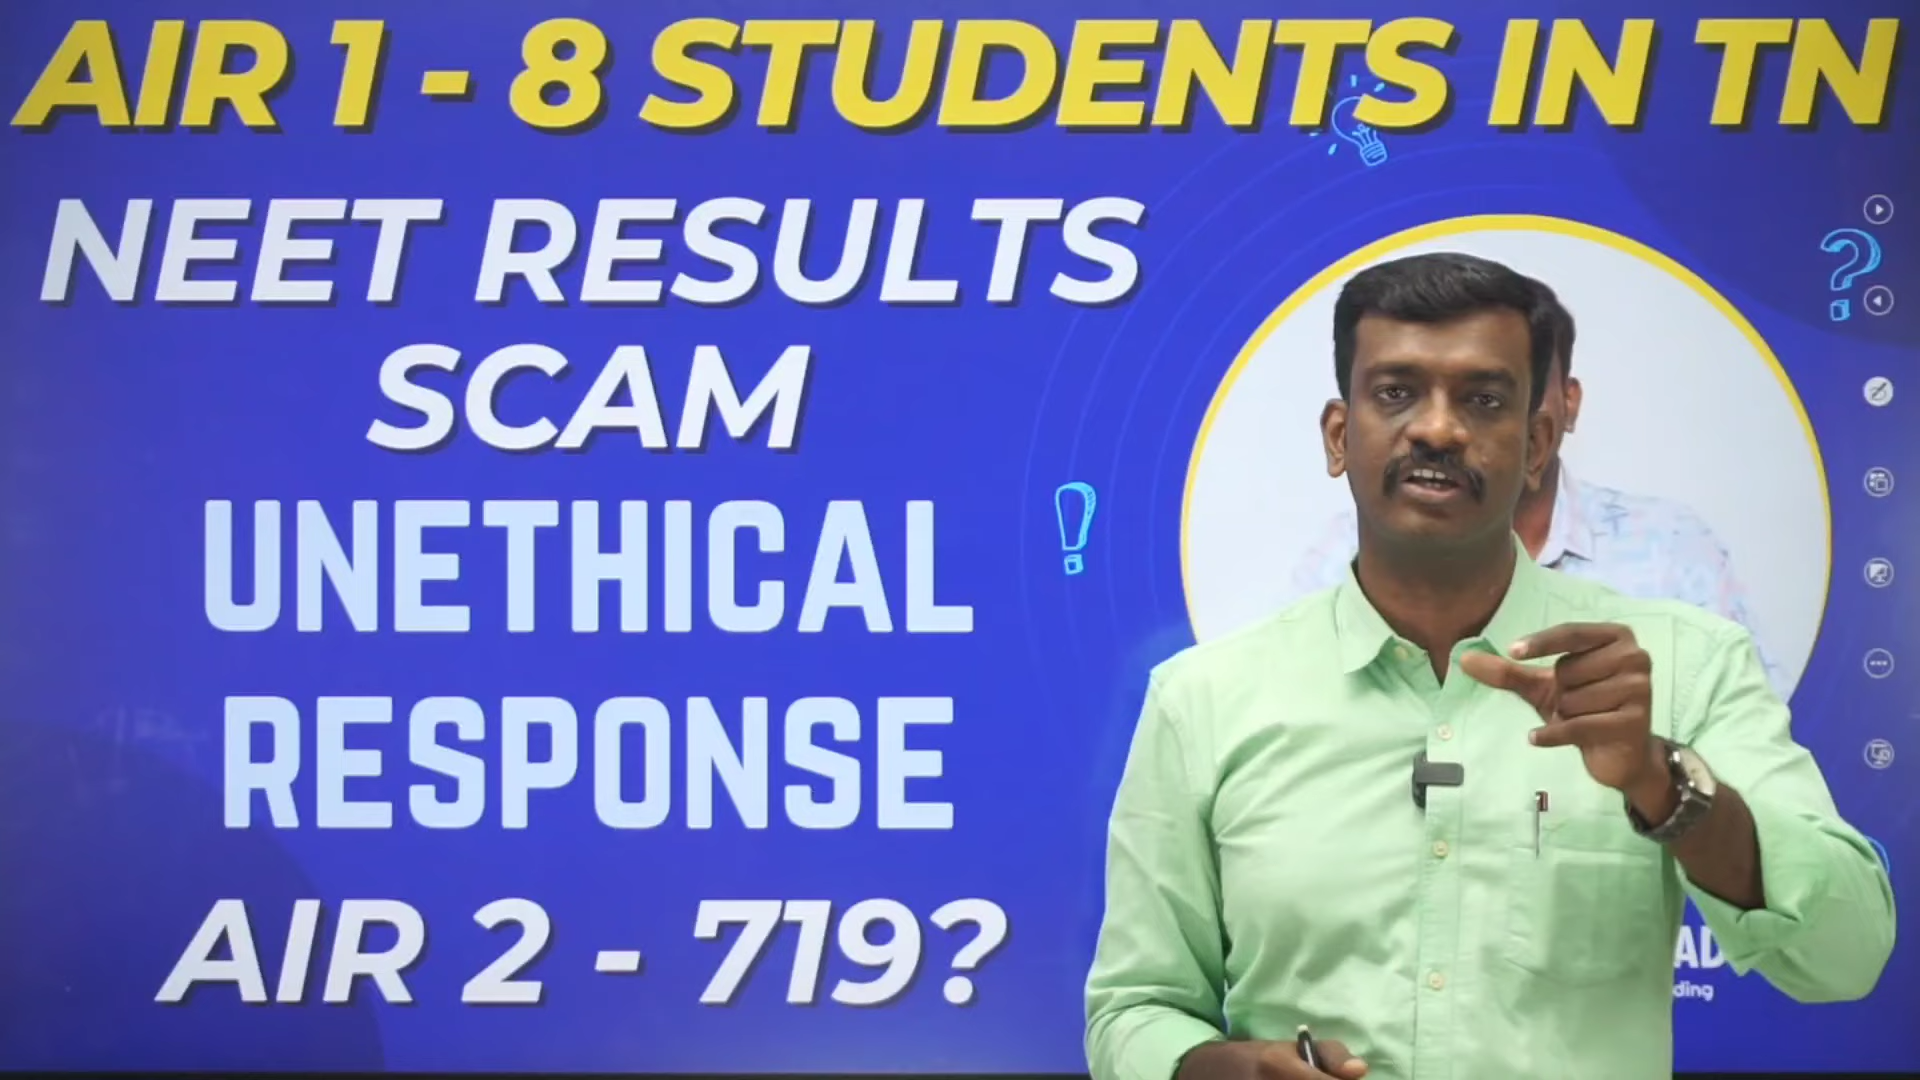 AIR 1 - 8 STUDENTS IN TN
NEET RESULTS
SCAM
UNETHICAL
RESPONSE
AIR 2 - 719?